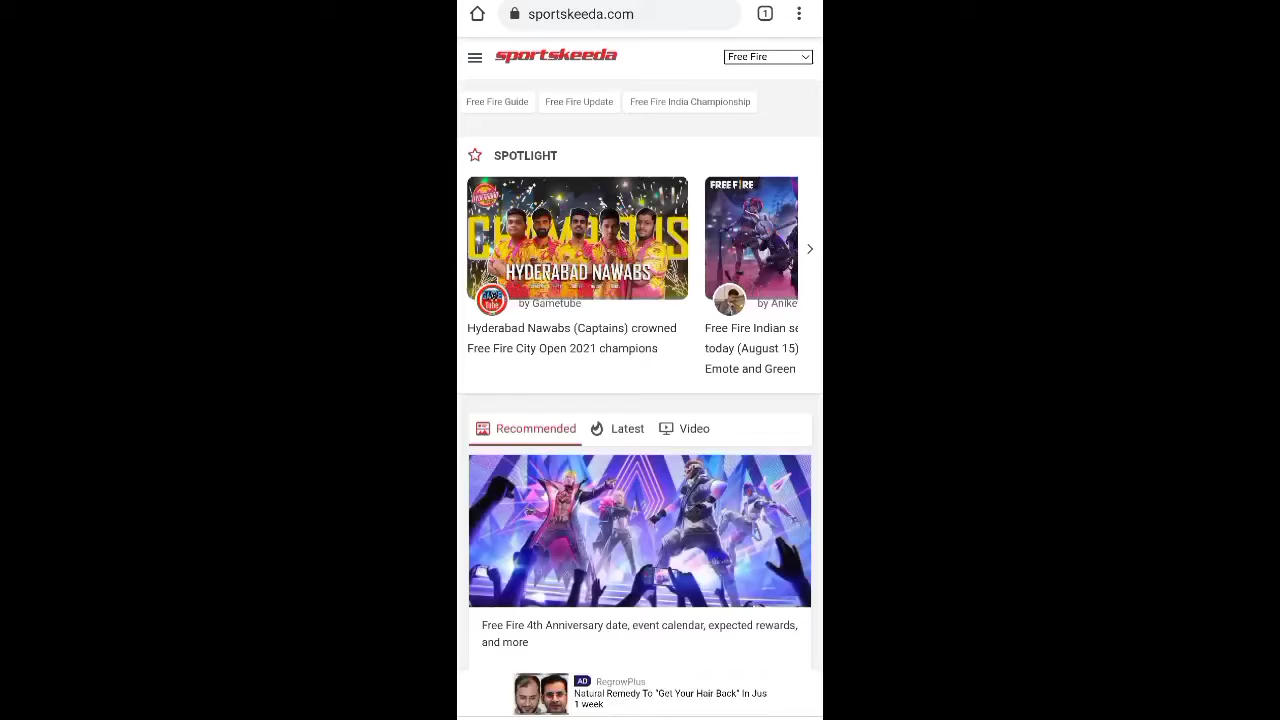 sportskeeda.com
1
sportskeeda
Free Fire
Free Fire Guide
Free Fire Update
Free Fire India Championship
SPOTLIGHT
HYDERABAD NAWABS
by Gametube
Hyderabad Nawabs (Captains) crowned
Free Fire City Open 2021 champions
FREE FIRE
by Anike
Free Fire Indian se
today (August 15)
Emote and Green
Recommended
Latest
Video
Free Fire 4th Anniversary date, event calendar, expected rewards,
and more
AD RegrowPlus
Natural Remedy To "Get Your Hair Back" In Jus
1 week